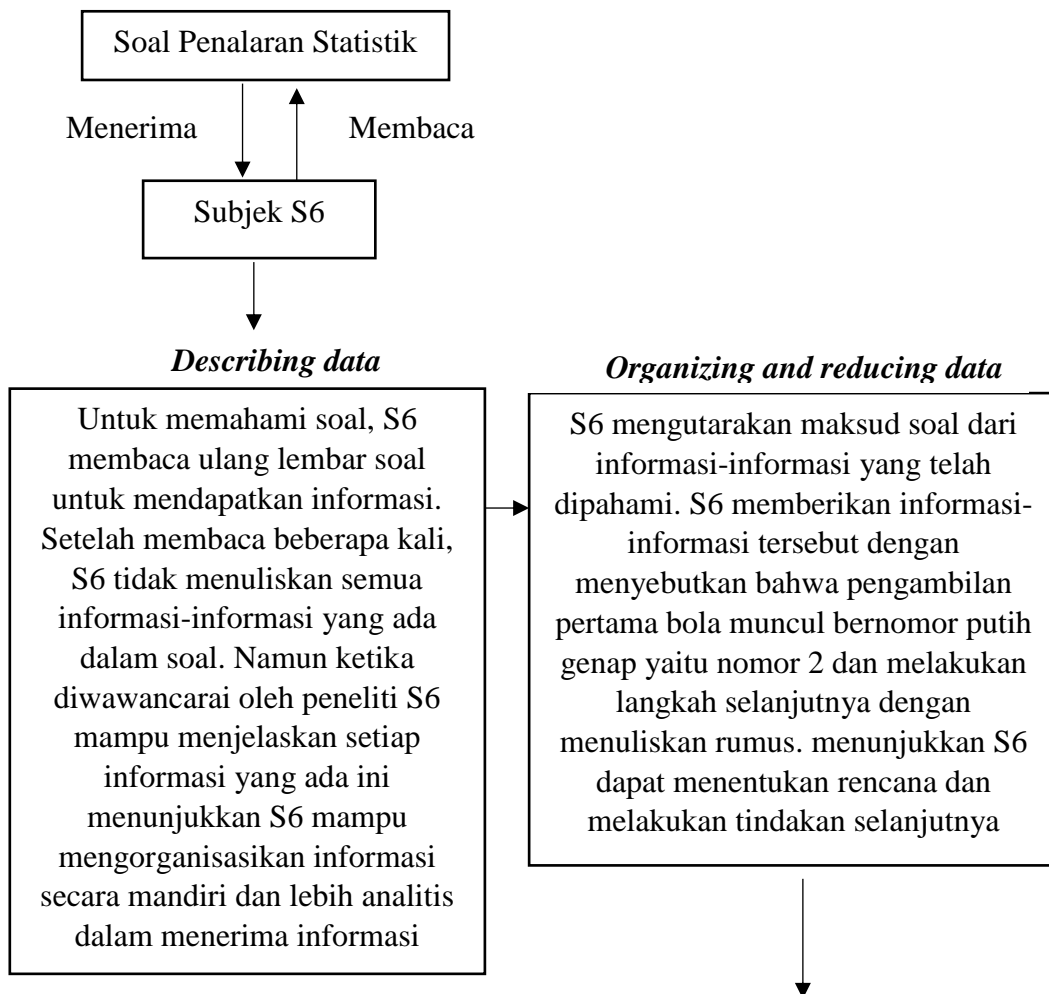 Soal Penalaran Statistik
Menerima
Membaca
Subjek S6
Describing data
Untuk memahami soal, S6
membaca ulang lembar soal
untuk mendapatkan informasi.
Setelah membaca beberapa kali,
S6 tidak menuliskan semua
informasi-informasi yang ada
dalam soal. Namun ketika
diwawancarai oleh peneliti S6
mampu menjelaskan setiap
informasi yang ada ini
menunjukkan S6 mampu
mengorganisasikan informasi
secara mandiri dan lebih analitis
dalam menerima informasi
Organizing and reducing data
S6 mengutarakan maksud soal dari
informasi-informasi yang telah
dipahami. S6 memberikan informasi-
informasi tersebut dengan
menyebutkan bahwa pengambilan
pertama bola muncul bernomor putih
genap yaitu nomor 2 dan melakukan
langkah selanjutnya dengan
menuliskan rumus. menunjukkan S6
dapat menentukan rencana dan
melakukan tindakan selanjutnya